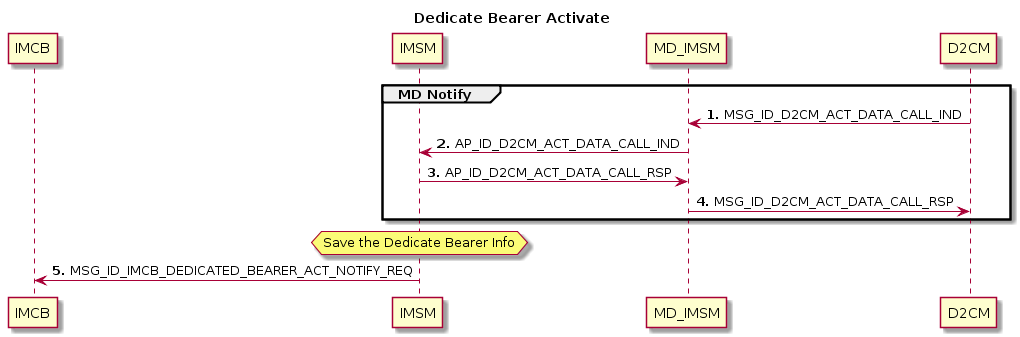 Dedicate Bearer Activate
IMCB IMSM MD_IMSM D2CM
MD Notify
1. MSG_ID_D2CM_ACT_DATA_CALL_IND
2. AP_ID_D2CM_ACT_DATA_CALL_IND
3. AP_ID_D2CM_ACT_DATA_CALL_RSP
4. MSG_ID_D2CM_ACT_DATA_CALL_RSP
Save the Dedicate Bearer Info
5. MSG_ID_IMCB_DEDICATED_BEARER_ACT_NOTIFY_REQ
IMCB IMSM MD_IMSM D2CM